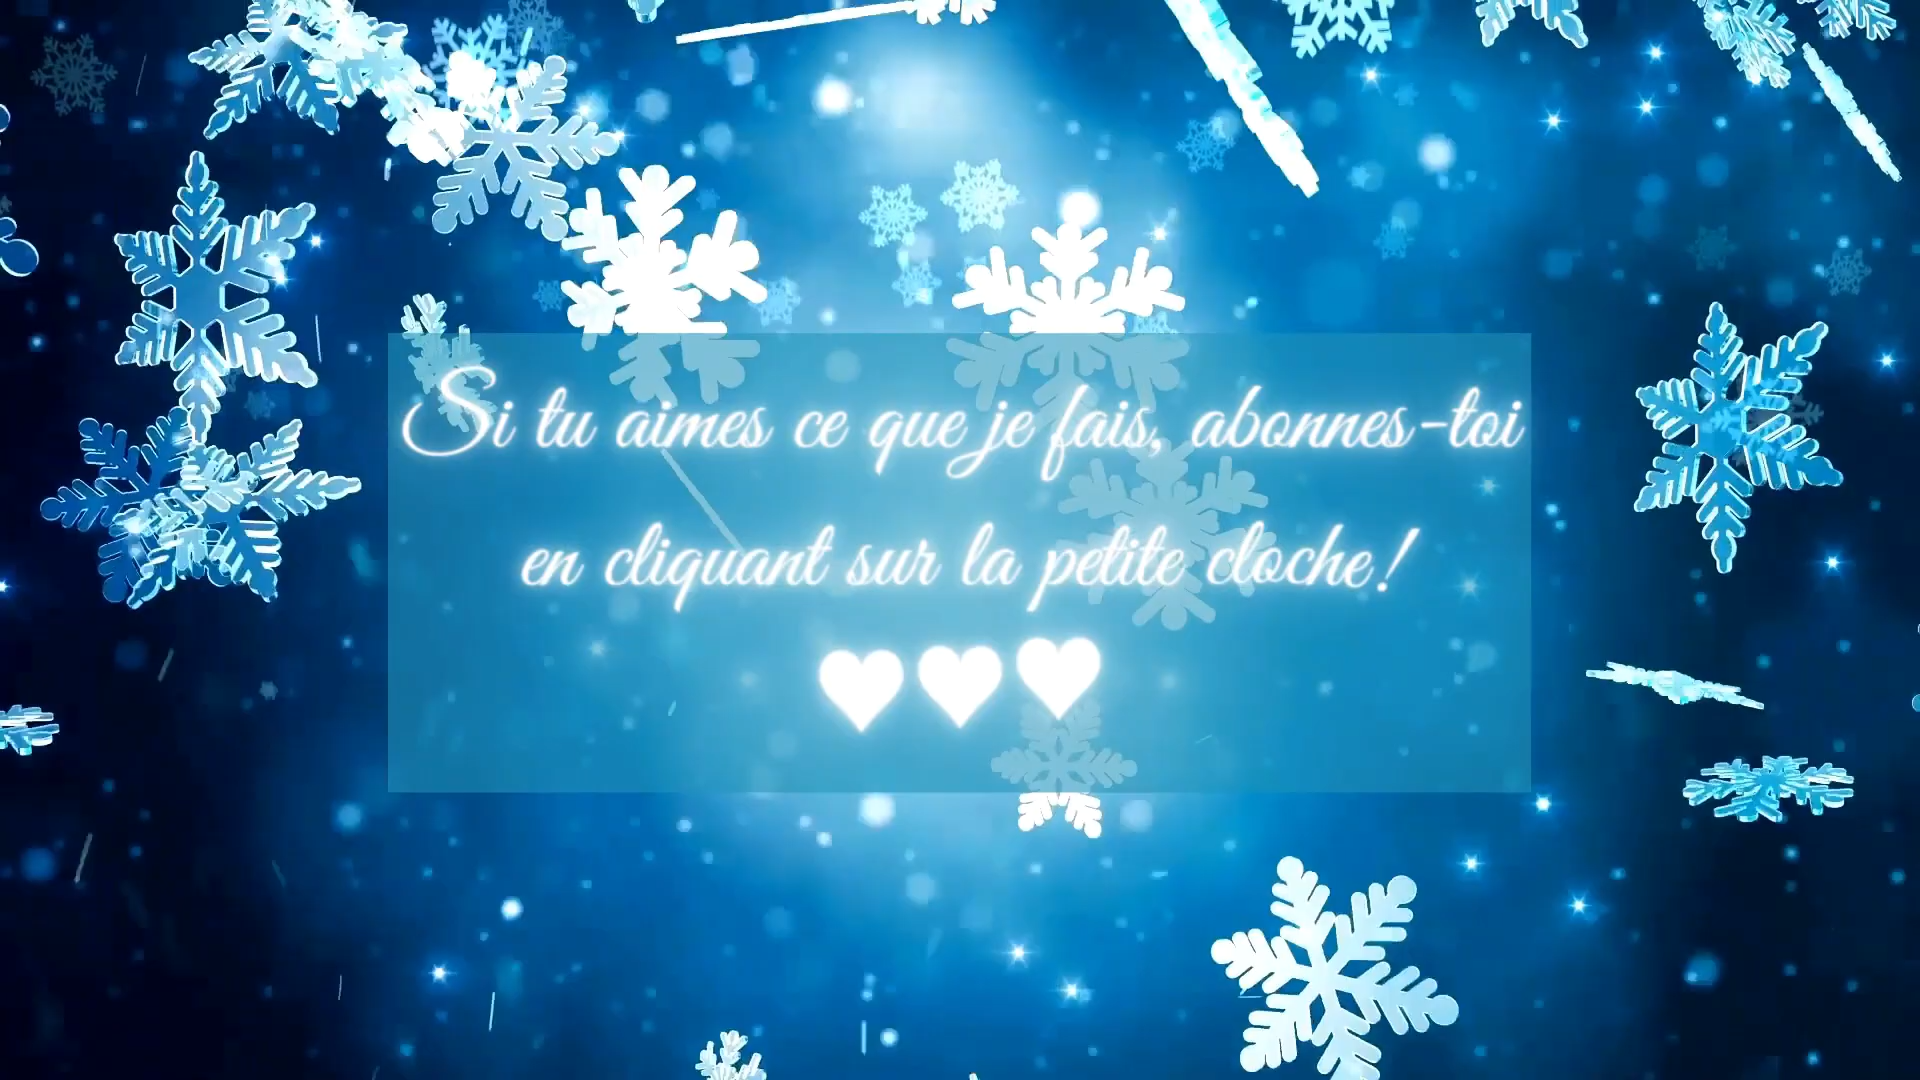 Si tu aimes ce que je fais, abonnes-toi
en cliquant sur la petite cloche!